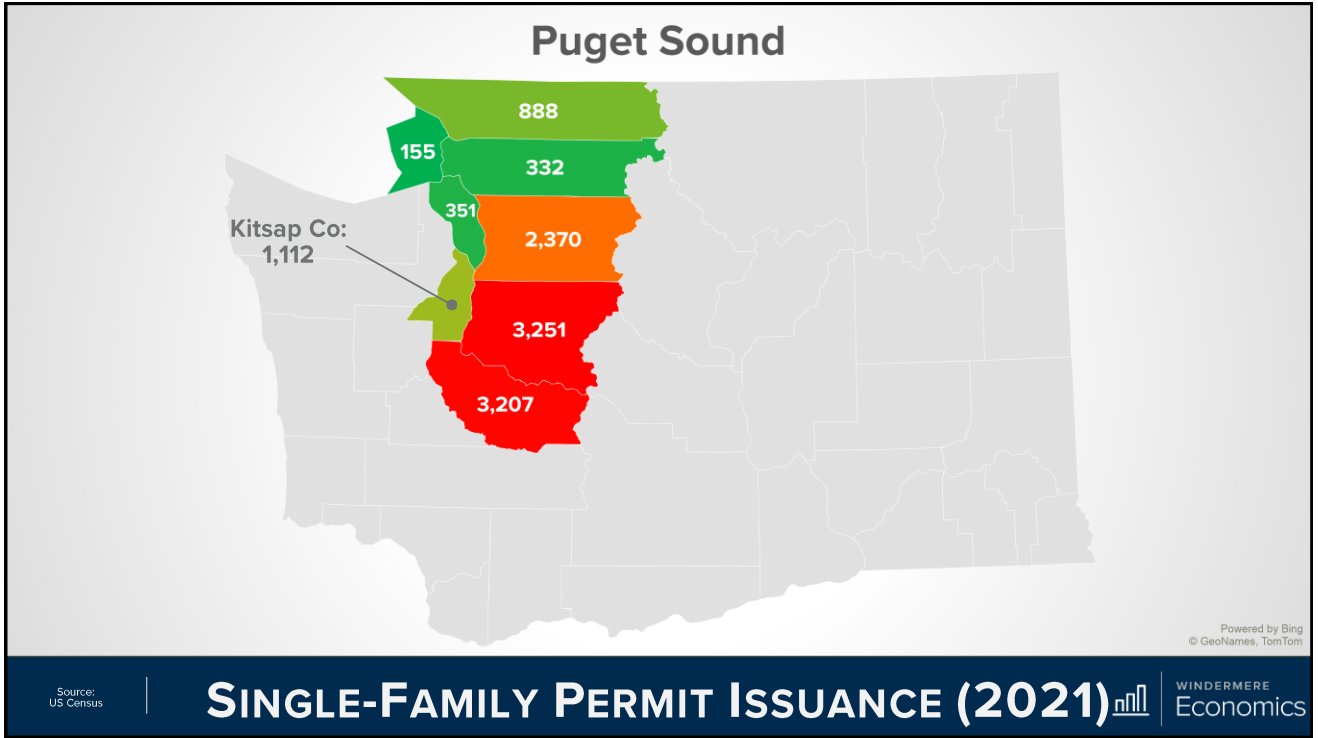 Puget Sound
888
155
332
351
Kitsap Co:
1,112
2,370
3,251
3,207
Powered by Bing
© GeoNames, TomTom
Source:
US Census
SINGLE-FAMILY PERMIT ISSUANCE (2021)
WINDERMERE
Economics